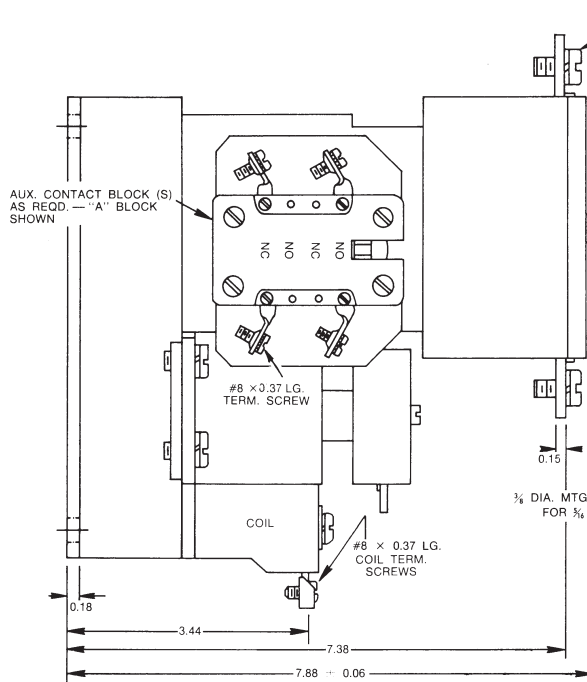 AUX. CONTACT BLOCK (S)
AS REQD. — "A" BLOCK
SHOWN
NC
NO
NC
NO
#8 × 0.37 LG.
TERM. SCREW
0.15
⅜ DIA. MTG
FOR 5⁄16
COIL
#8 × 0.37 LG.
COIL TERM.
SCREWS
0.18
3.44
7.38
7.88 + 0.06